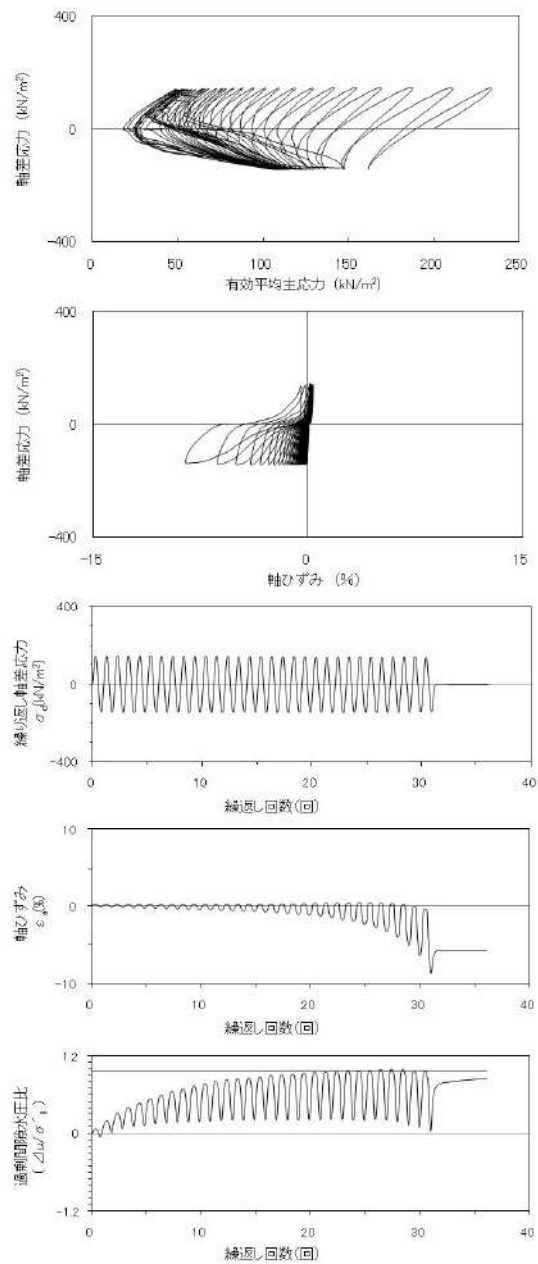 400
0
-400
軸差応力 (kN/m²)
0 50 100 150 200 250
有効平均主応力 (kN/m²)
400
0
-400
軸差応力 (kN/m²)
-15 0 15
軸ひずみ (%)
400
0
-400
繰り返し軸差応力
σd(kN/m²)
0 10 20 30 40
繰返し回数(回)
10
0
-10
軸ひずみ
εa(%)
0 10 20 30 40
繰返し回数(回)
1.2
0
-1.2
過剰間隙水圧比
0 10 20 30 40
繰返し回数(回)